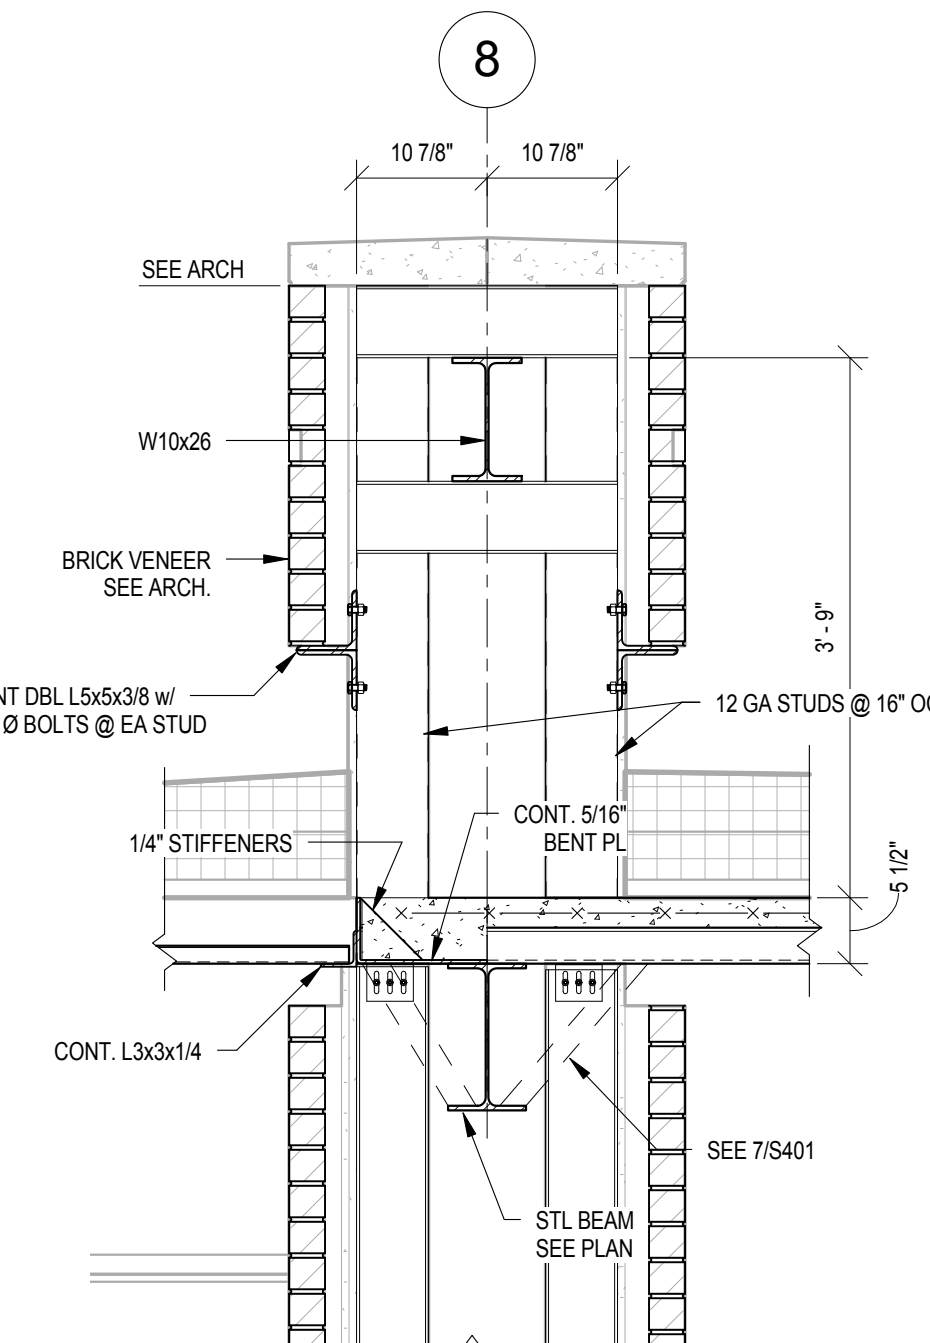 8
10 7/8"
10 7/8"
SEE ARCH
W10x26
BRICK VENEER
SEE ARCH.
3' - 9"
DBL L5x5x3/8 w/
Ø BOLTS @ EA STUD
12 GA STUDS @ 16"
CONT. 5/16"
BENT PL
1/4" STIFFENERS
5 1/2"
CONT. L3x3x1/4
SEE 7/S401
STL BEAM
SEE PLAN